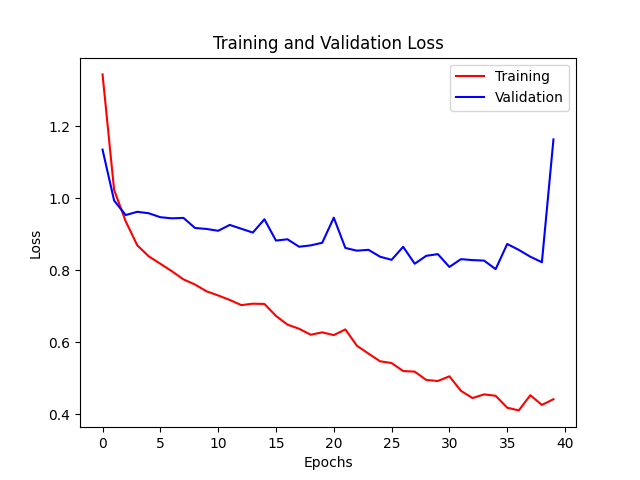 Training and Validation Loss
Training
Validation
Loss
1.2
1.0
0.8
0.6
0.4
0 5 10 15 20 25 30 35 40
Epochs